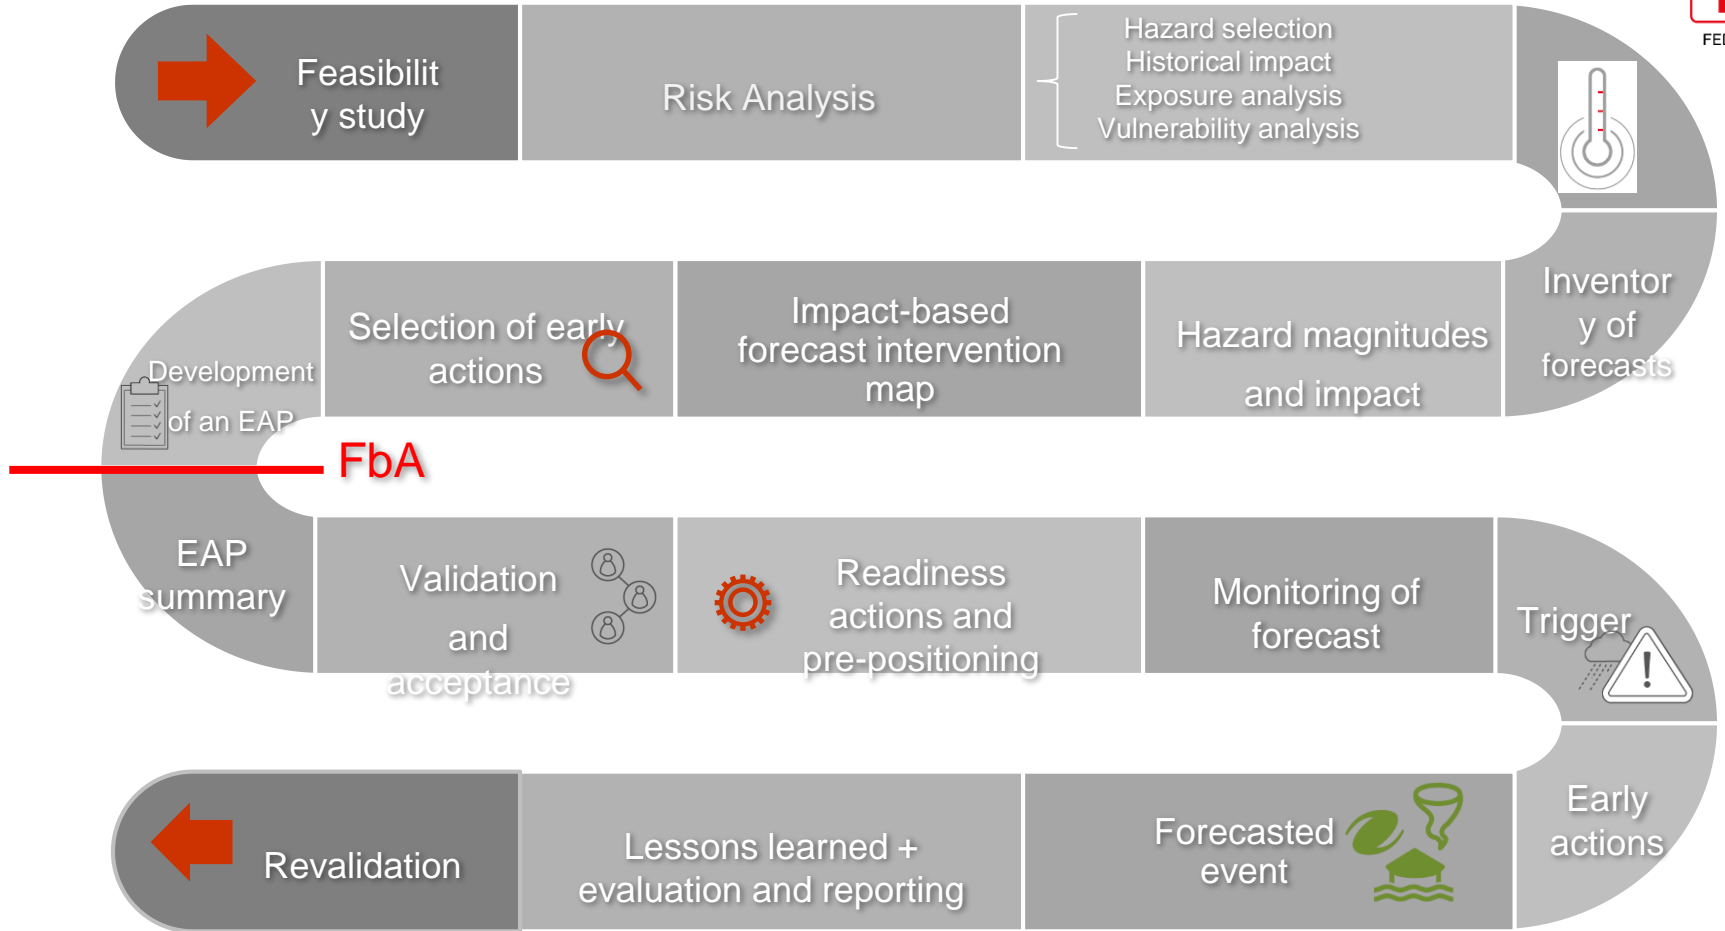 Feasibilit
y study
Risk Analysis
Hazard selection
Historical impact
Exposure analysis
Vulnerability analysis
FED
Inventor
y of
forecasts
Hazard magnitudes
and impact
Impact-based
forecast intervention
map
Selection of early
actions
Development
of an EAP
FbA
EAP
summary
Validation
and
acceptance
Readiness
actions and
pre-positioning
Monitoring of
forecast
Trigger
!
Early
actions
Forecasted
event
Lessons learned +
evaluation and reporting
Revalidation